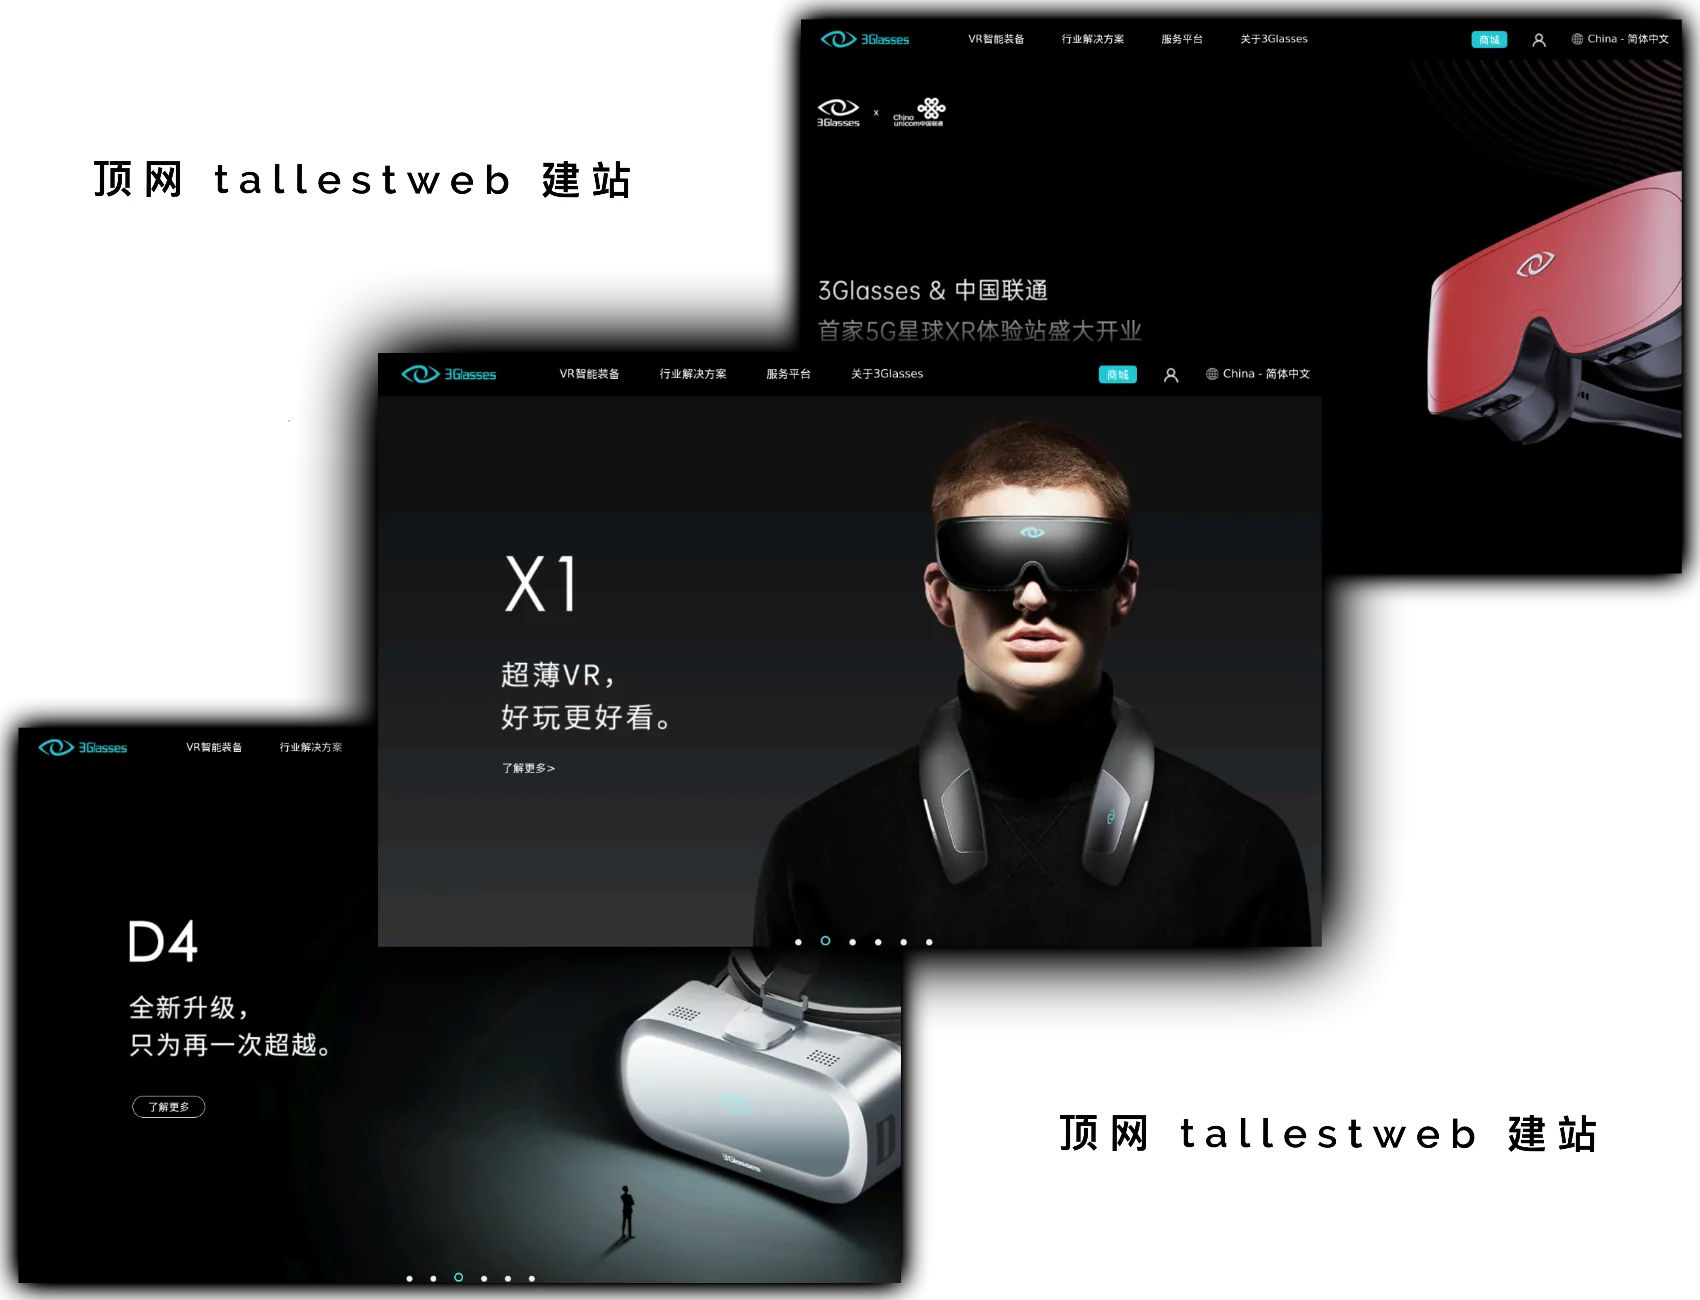 3Glasses VR智能装备 行业解决方案 服务平台 关于3Glasses 商城 China - 简体中文
3Glasses x China unicom中国联通
顶网 tallestweb 建站
3Glasses & 中国联通
首家5G星球XR体验站盛大开业
3Glasses VR智能装备 行业解决方案 服务平台 关于3Glasses 商城 China - 简体中文
X1
超薄VR，
好玩更好看。
了解更多>
3Glasses VR智能装备 行业解决方案
D4
全新升级，
只为再一次超越。
了解更多
3Glasses
顶网 tallestweb 建站